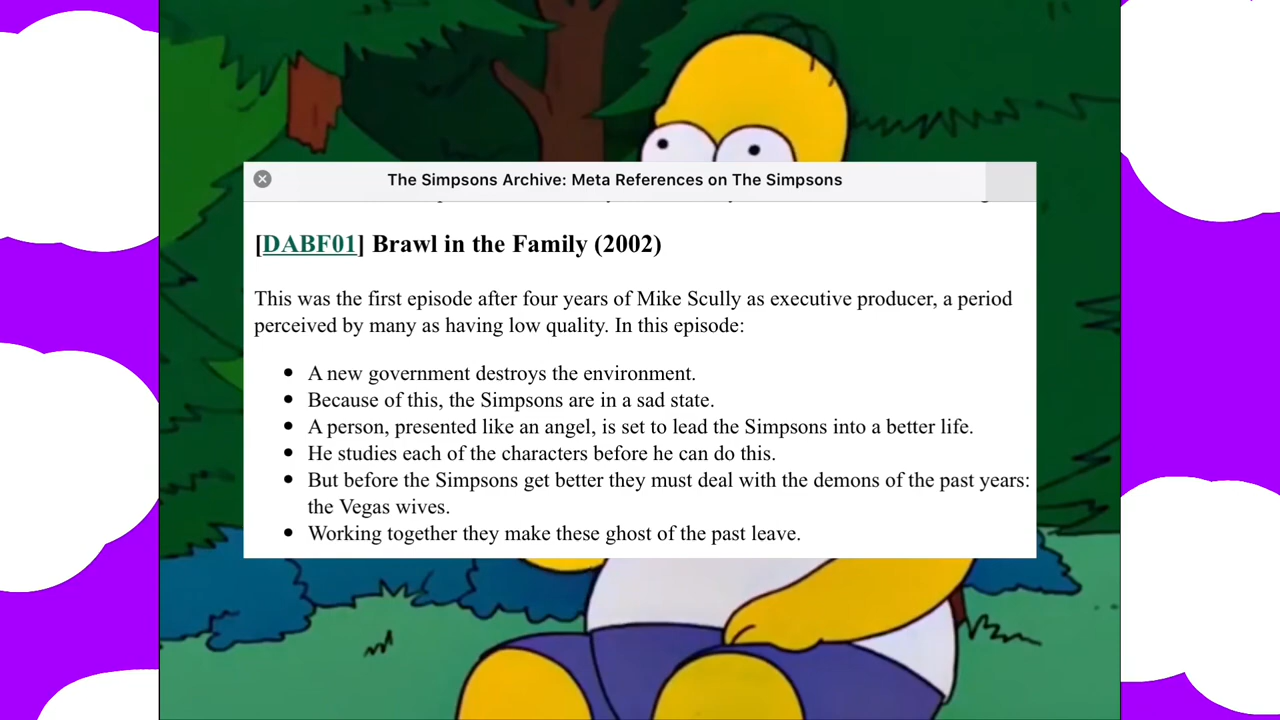 The Simpsons Archive: Meta References on The Simpsons
[DABF01] Brawl in the Family (2002)
This was the first episode after four years of Mike Scully as executive producer, a period
perceived by many as having low quality. In this episode:
• A new government destroys the environment.
• Because of this, the Simpsons are in a sad state.
• A person, presented like an angel, is set to lead the Simpsons into a better life.
• He studies each of the characters before he can do this.
• But before the Simpsons get better they must deal with the demons of the past years:
the Vegas wives.
• Working together they make these ghost of the past leave.